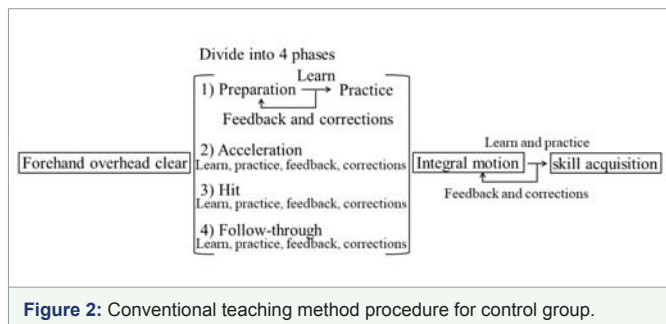 Divide into 4 phases
Learn
1) Preparation
Practice
Feedback and corrections
2) Acceleration
Learn, practice, feedback, corrections
3) Hit
Learn, practice, feedback, corrections
4) Follow-through
Learn, practice, feedback, corrections
Forehand overhead clear
Integral motion
Learn and practice
skill acquisition
Feedback and corrections
Figure 2: Conventional teaching method procedure for control group.